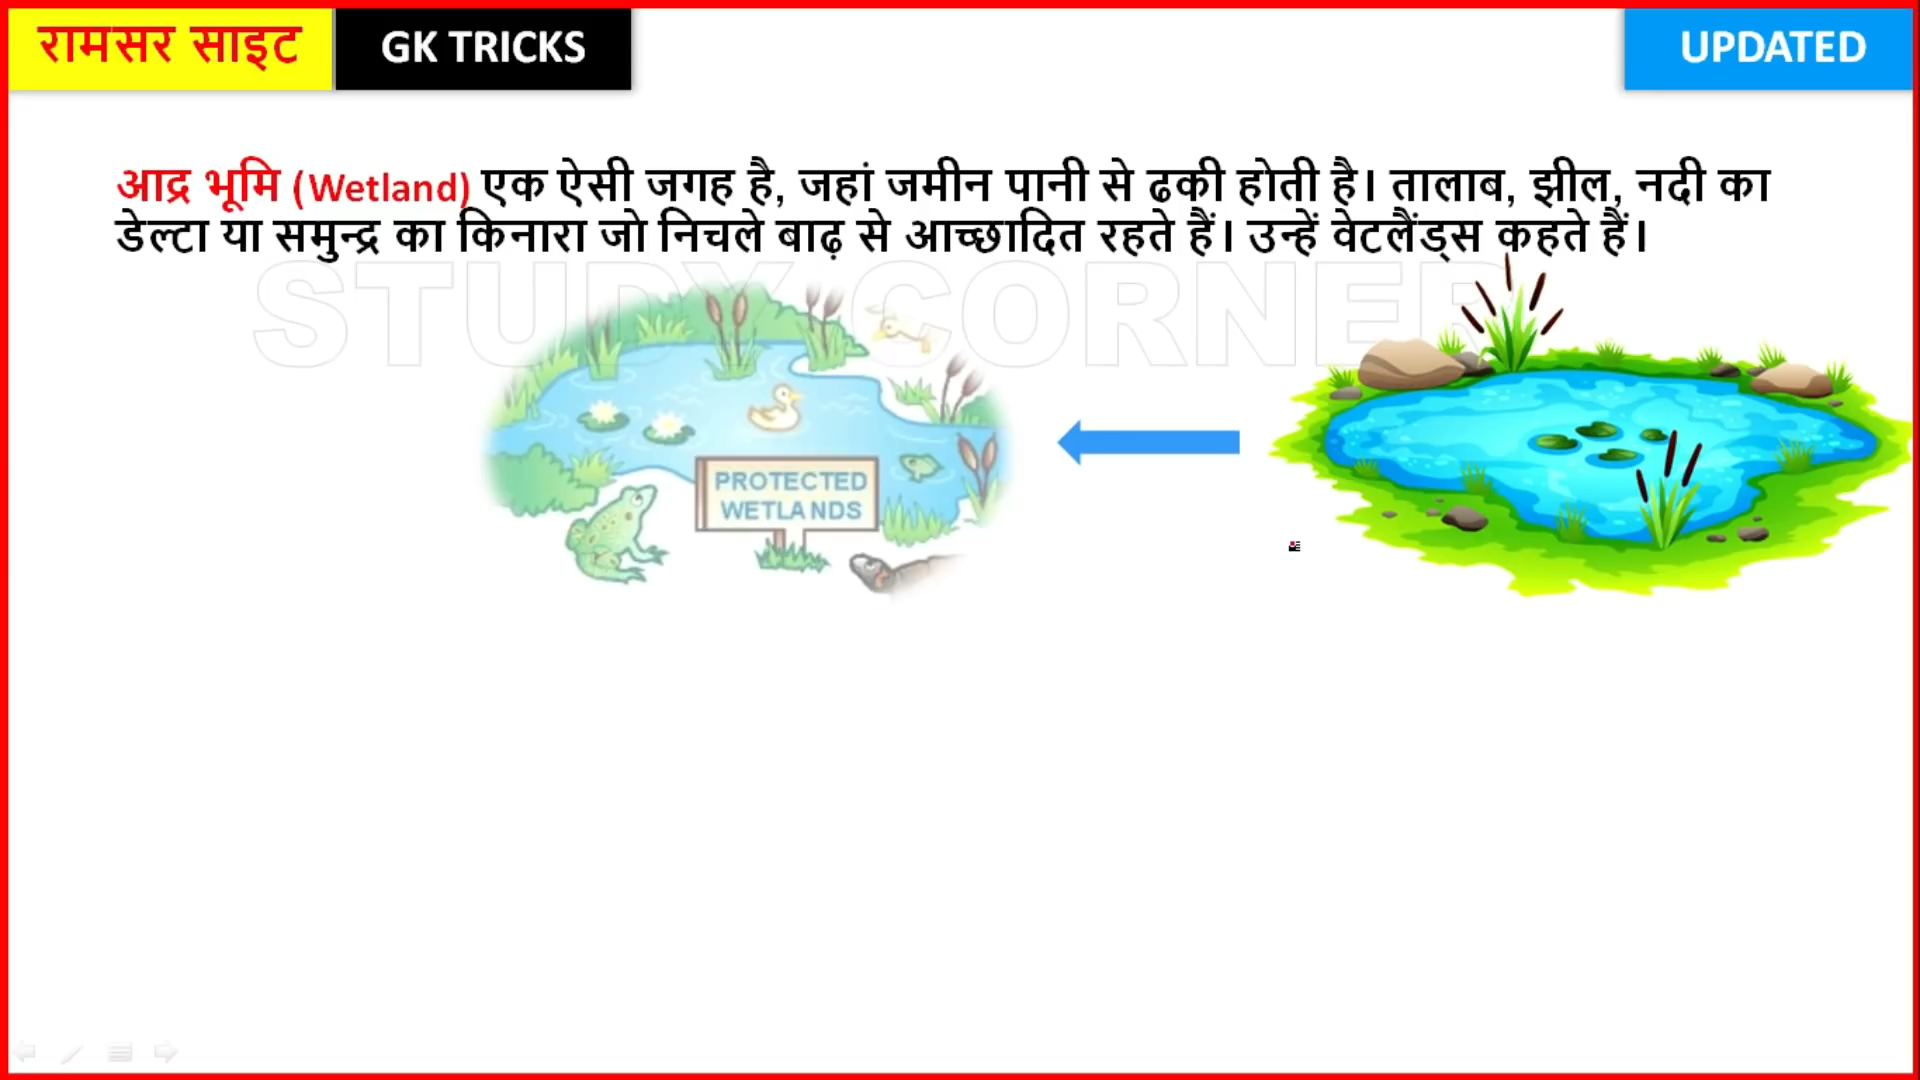 रामसर साइट
GK TRICKS
UPDATED
आद्र भूमि (Wetland) एक ऐसी जगह है, जहां जमीन पानी से ढकी होती है। तालाब, झील, नदी का
डेल्टा या समुन्द्र का किनारा जो निचले बाढ़ से आच्छादित रहते हैं। उन्हें वेटलैंड्स कहते हैं।
STUDY CORNER
PROTECTED
WETLANDS